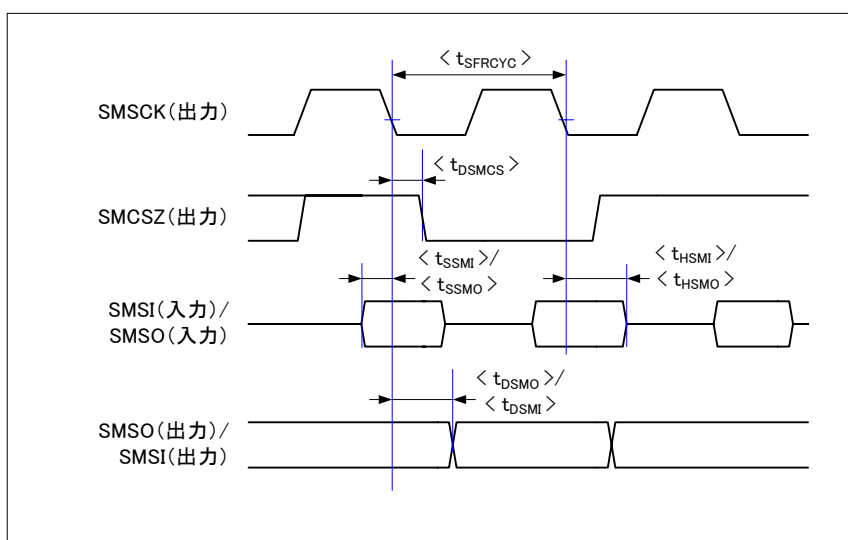 < tSFRCYC >
SMSCK(出力)
< tDSMCS >
SMCSZ(出力)
< tSSMI >/
< tSSMO >
< tHSMI >/
< tHSMO >
SMSI(入力)/
SMSO(入力)
< tDSMO >/
< tDSMI >
SMSO(出力)/
SMSI(出力)